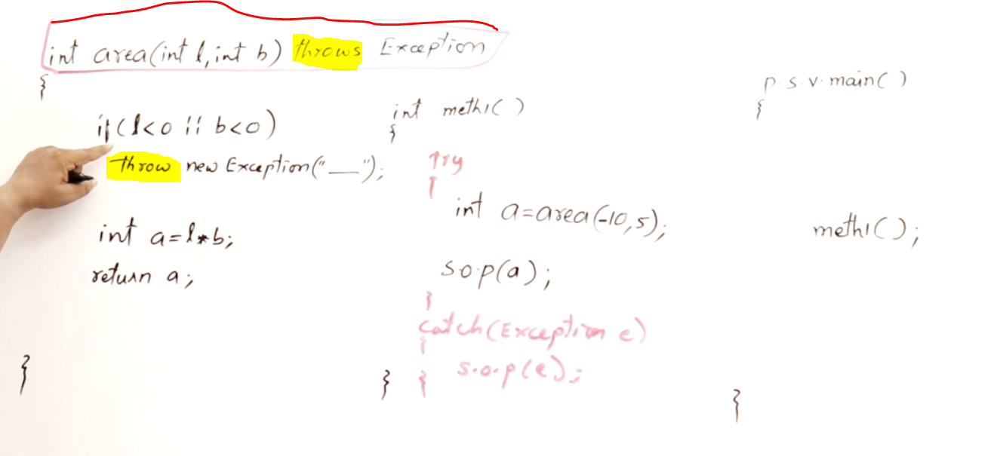 int area(int l, int b) throws Exception
{
if(l<0 || b<0)
throw new Exception("—");
int a=l*b;
return a;
}
int meth1( )
{
Try
{
int a=area(-10,5);
s.o.p(a);
}
catch(Exception e)
{
s.o.p(e);
}
}
p.s.v.main( )
{
meth1( );
}